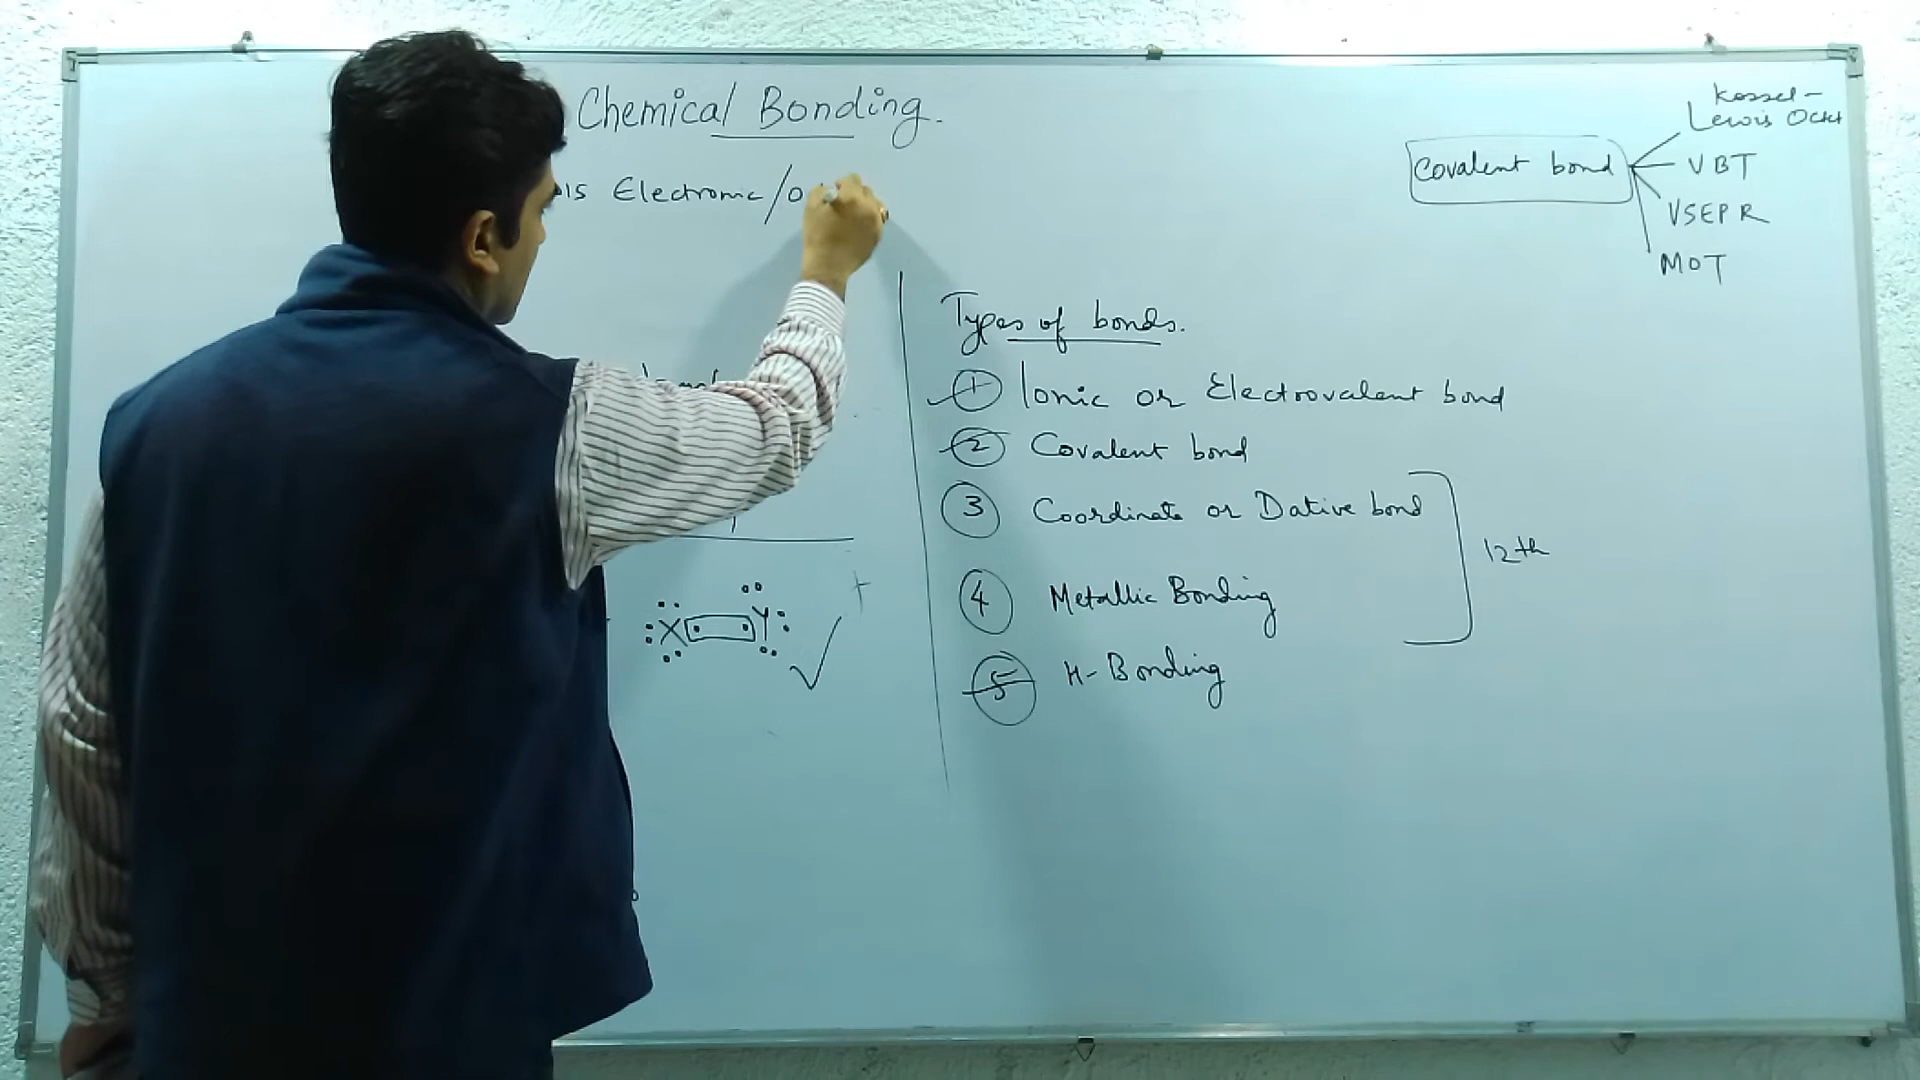 Chemical Bonding.
is Electronic/o
Kossel-
Lewis Octet
Covalent bond
VBT
VSEPR
MOT
Types of bonds.
1 Ionic or Electrovalent bond
2 Covalent bond
3 Coordinate or Dative bond
12th
4 Metallic Bonding
5 H-Bonding
X Y